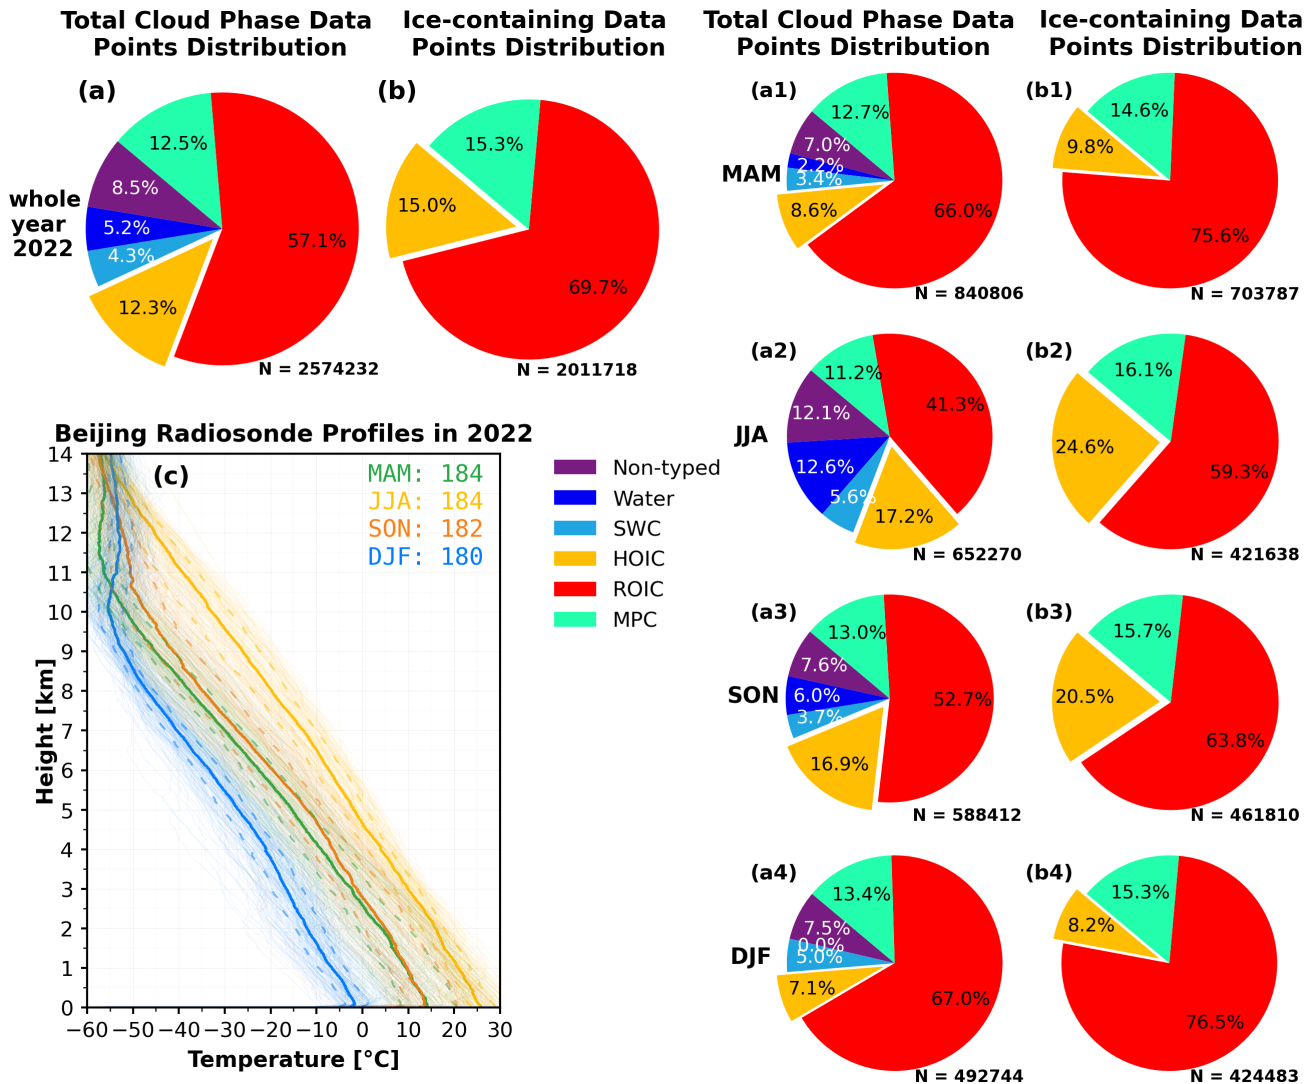 Total Cloud Phase Data
Points Distribution
Ice-containing Data
Points Distribution
(a)
12.5%
8.5%
5.2%
4.3%
12.3%
57.1%
whole
year
2022
N = 2574232
(b)
15.3%
15.0%
69.7%
N = 2011718
Beijing Radiosonde Profiles in 2022
(c)
MAM: 184
JJA: 184
SON: 182
DJF: 180
14
13
12
11
10
9
8
7
6
5
4
3
2
1
0
Height [km]
−60
−50
−40
−30
−20
−10
0
10
20
30
Temperature [°C]
Non-typed
Water
SWC
HOIC
ROIC
MPC
Total Cloud Phase Data
Points Distribution
Ice-containing Data
Points Distribution
(a1)
12.7%
7.0%
2.2%
3.4%
8.6%
66.0%
MAM
N = 840806
(b1)
14.6%
9.8%
75.6%
N = 703787
(a2)
11.2%
12.1%
12.6%
5.6%
17.2%
41.3%
JJA
N = 652270
(b2)
16.1%
24.6%
59.3%
N = 421638
(a3)
13.0%
7.6%
6.0%
3.7%
16.9%
52.7%
SON
N = 588412
(b3)
15.7%
20.5%
63.8%
N = 461810
(a4)
13.4%
7.5%
0.0%
5.0%
7.1%
67.0%
DJF
N = 492744
(b4)
15.3%
8.2%
76.5%
N = 424483